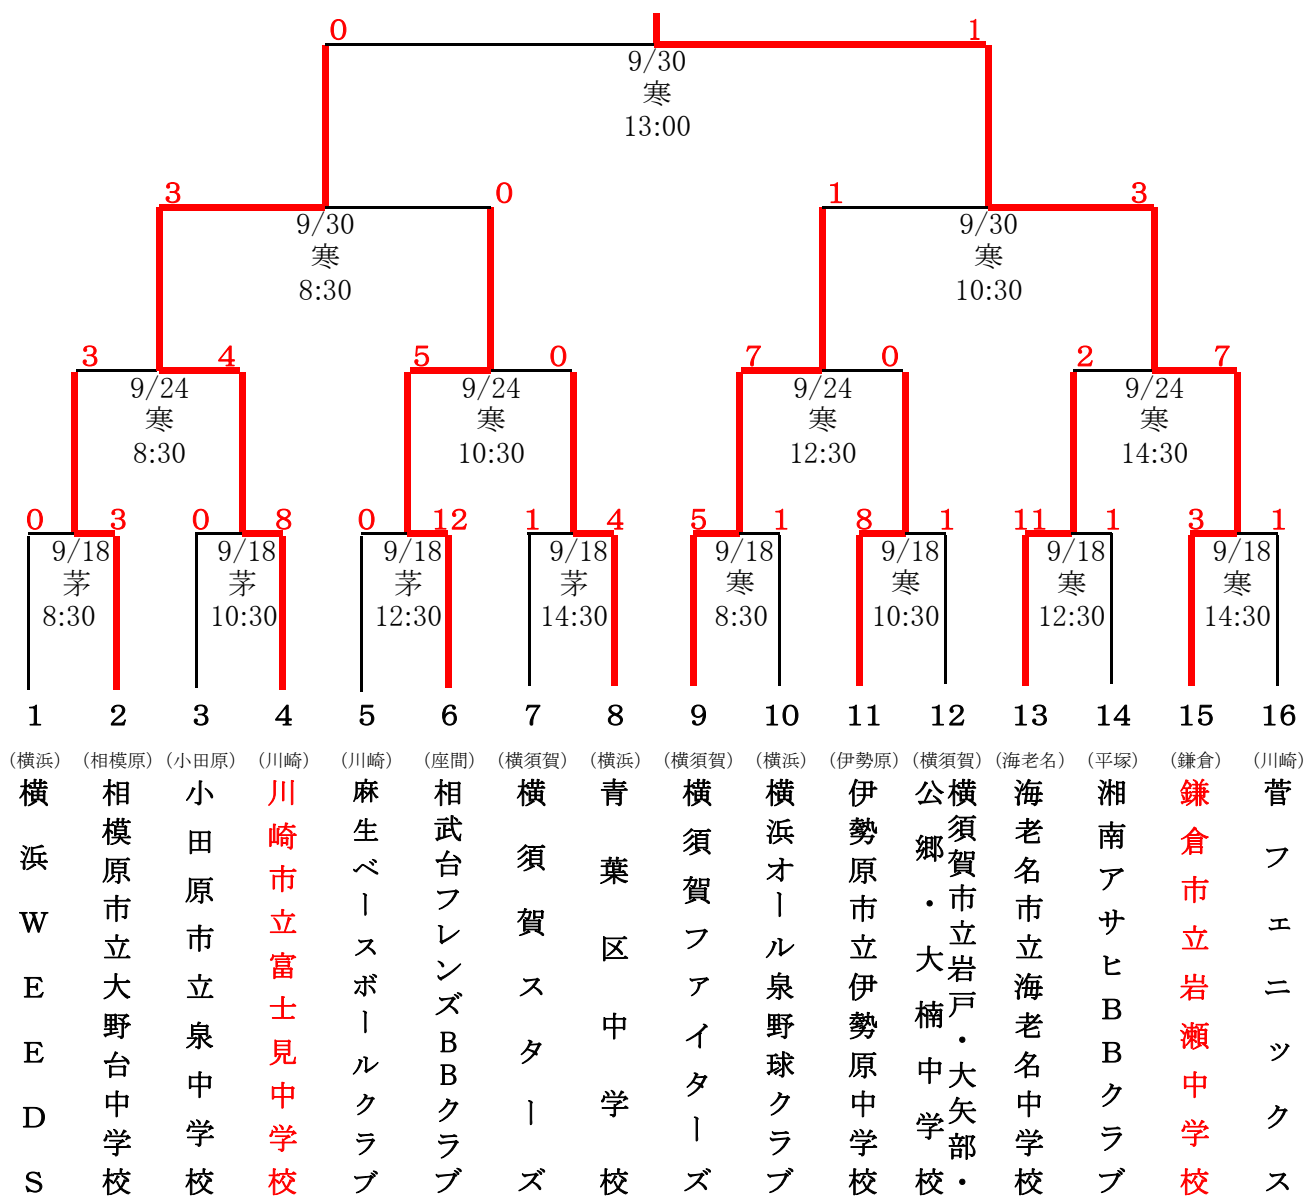 0 1
9/30
寒
13:00
3 0 1 3
9/30 9/30
寒 寒
8:30 10:30
3 4 5 0 7 0 2 7
9/24 9/24 9/24 9/24
寒 寒 寒 寒
8:30 10:30 12:30 14:30
0 3 0 8 0 12 1 4 5 1 8 1 11 1 3 1
9/18 9/18 9/18 9/18 9/18 9/18 9/18 9/18
茅 茅 茅 茅 寒 寒 寒 寒
8:30 10:30 12:30 14:30 8:30 10:30 12:30 14:30
1 2 3 4 5 6 7 8 9 10 11 12 13 14 15 16
(横浜) (相模原) (小田原) (川崎) (川崎) (座間) (横須賀) (横浜) (横須賀) (横浜) (伊勢原) (横須賀) (海老名) (平塚) (鎌倉) (川崎)
横浜WEEDS
相模原市立大野台中学校
小田原市立泉中学校
川崎市立富士見中学校
麻生ベースボールクラブ
相武台フレンズBBクラブ
横須賀スターズ
青葉区中学校
横須賀ファイターズ
横浜オール泉野球クラブ
伊勢原市立伊勢原中学校
横須賀市立岩戸・大矢部・
公郷・大楠中学校
海老名市立海老名中学校
湘南アサヒBBクラブ
鎌倉市立岩瀬中学校
菅フェニックス